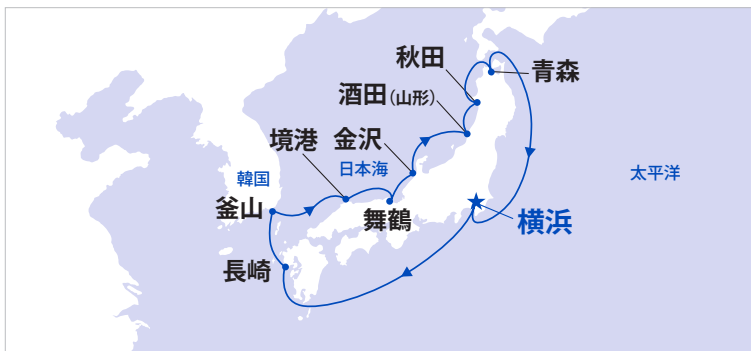 秋田
青森
酒田(山形)
境港
金沢
日本海
韓国
太平洋
釜山
舞鶴
横浜
長崎